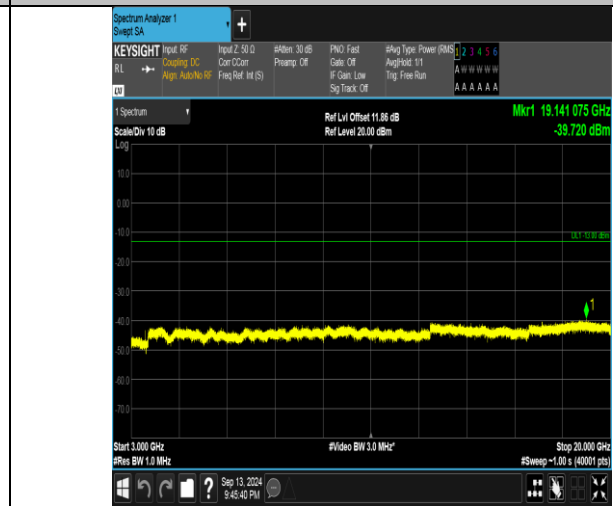 Spectrum Analyzer 1
Swept SA
+
KEYSIGHT Input: RF Input Z: 50 Ω #Atten: 30 dB PNO: Fast #Avg Type: Power (RMS 1 2 3 4 5 6
RL Coupling: DC Corr CCorr Preamp: Off Gate: Off Avg|Hold: 1/1 A W W W W W
Align: Auto/No RF Freq Ref: Int (S) IF Gain: Low Trig: Free Run
LXI Sig Track: Off A A A A A A
1 Spectrum Ref Lvl Offset 11.86 dB Mkr1 19.141 075 GHz
Scale/Div 10 dB Ref Level 20.00 dBm -39.720 dBm
Log
10.0
0.00
-10.0
DL1 -13.00 dBm
-20.0
-30.0
1
-40.0
-50.0
-60.0
-70.0
Start 3.000 GHz #Video BW 3.0 MHz* Stop 20.000 GHz
#Res BW 1.0 MHz #Sweep ~1.00 s (40001 pts)
? Sep 13, 2024
9:45:40 PM